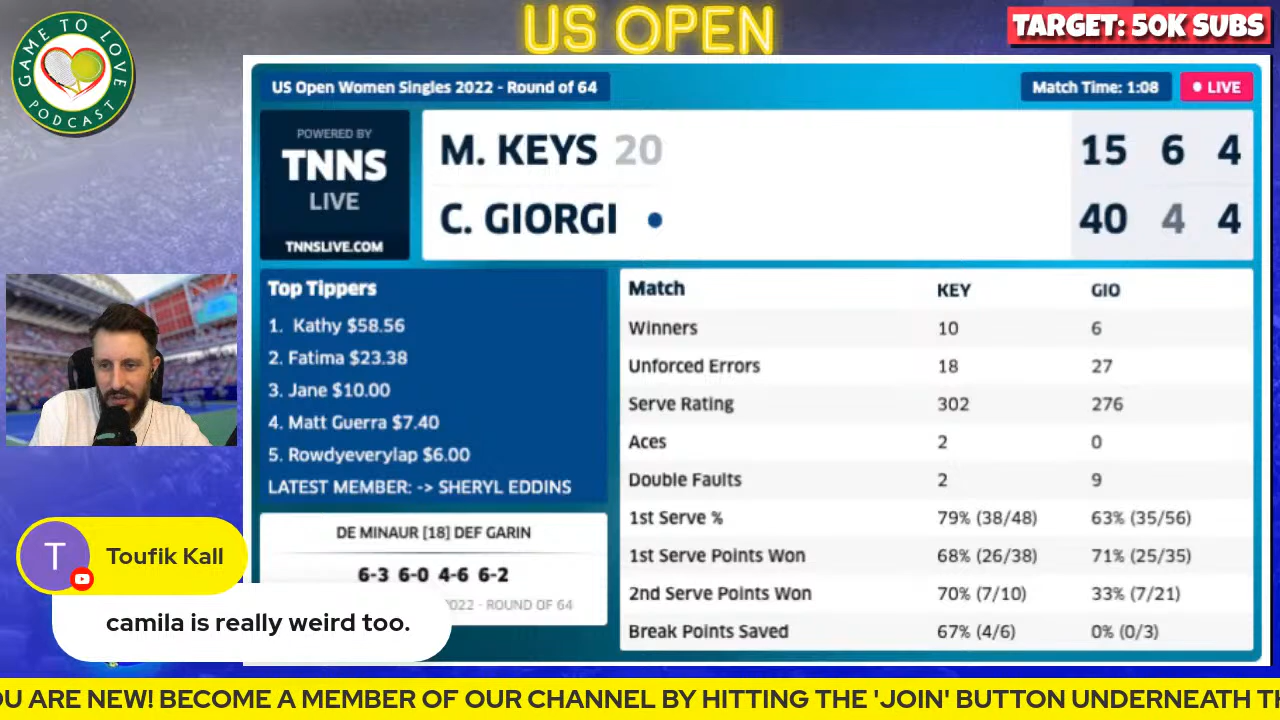 GAME TO LOVE
PODCAST
US OPEN
TARGET: 50K SUBS
US Open Women Singles 2022 - Round of 64
Match Time: 1:08
LIVE
POWERED BY
TNNS
LIVE
TNNSLIVE.COM
M. KEYS 20 15 6 4
C. GIORGI 40 4 4
Top Tippers
1. Kathy $58.56
2. Fatima $23.38
3. Jane $10.00
4. Matt Guerra $7.40
5. Rowdyeverylap $6.00
LATEST MEMBER: -> SHERYL EDDINS
DE MINAUR [18] DEF GARIN
6-3 6-0 4-6 6-2
2022 - ROUND OF 64
Match KEY GIO
Winners 10 6
Unforced Errors 18 27
Serve Rating 302 276
Aces 2 0
Double Faults 2 9
1st Serve % 79% (38/48) 63% (35/56)
1st Serve Points Won 68% (26/38) 71% (25/35)
2nd Serve Points Won 70% (7/10) 33% (7/21)
Break Points Saved 67% (4/6) 0% (0/3)
T
Toufik Kall
camila is really weird too.
OU ARE NEW! BECOME A MEMBER OF OUR CHANNEL BY HITTING THE 'JOIN' BUTTON UNDERNEATH TH